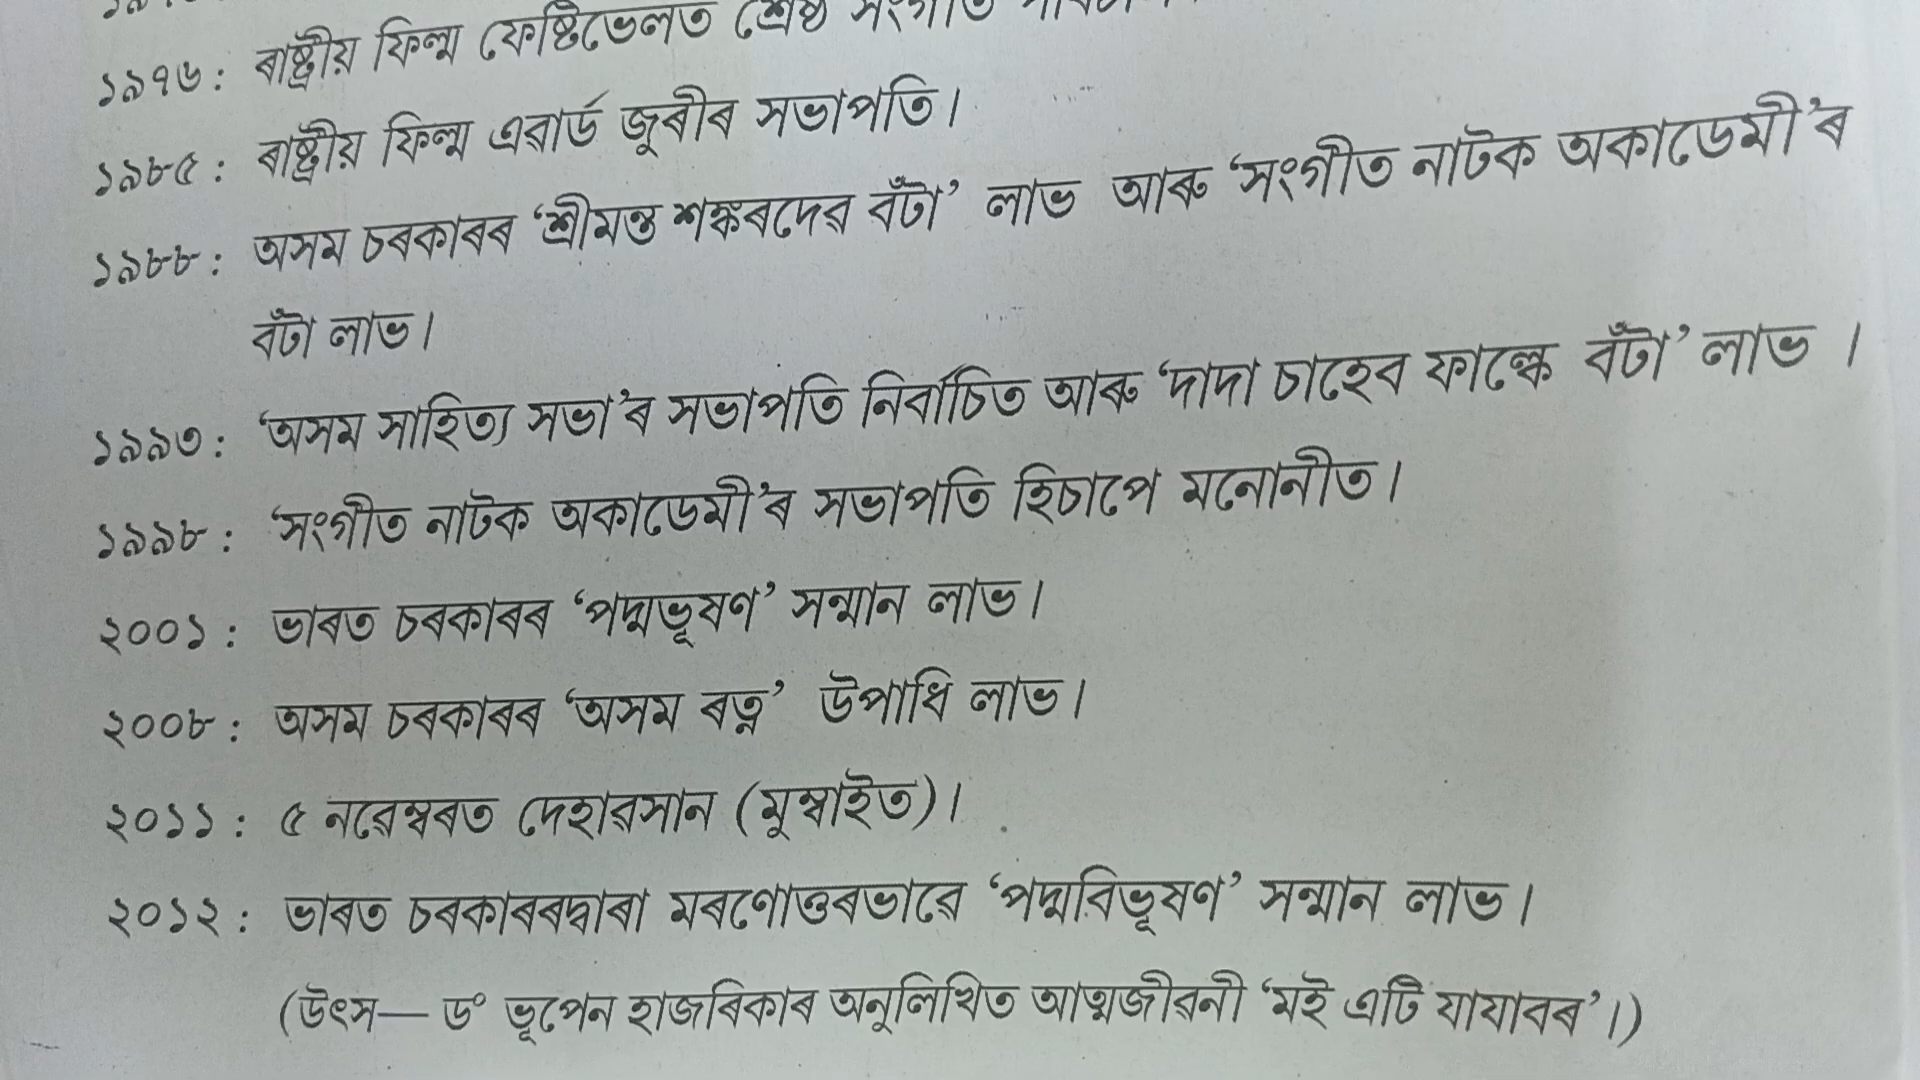 ১৯৭৬ : ৰাষ্ট্ৰীয় ফিল্ম ফেষ্টিভেলত শ্ৰেষ্ঠ সংগীত
১৯৮৫ : ৰাষ্ট্ৰীয় ফিল্ম এৱাৰ্ড জুৰীৰ সভাপতি।
১৯৮৮ : অসম চৰকাৰৰ ‘শ্ৰীমন্ত শঙ্কৰদেৱ বঁটা’ লাভ আৰু ‘সংগীত নাটক অকাডেমী’ৰ
বঁটা লাভ।
১৯৯৩ : ‘অসম সাহিত্য সভা’ৰ সভাপতি নিৰ্বাচিত আৰু ‘দাদা চাহেব ফাল্কে বঁটা’ লাভ ।
১৯৯৮ : ‘সংগীত নাটক অকাডেমী’ৰ সভাপতি হিচাপে মনোনীত।
২০০১ : ভাৰত চৰকাৰৰ ‘পদ্মভূষণ’ সন্মান লাভ।
২০০৮ : অসম চৰকাৰৰ ‘অসম ৰত্ন’ উপাধি লাভ।
২০১১ : ৫ নৱেম্বৰত দেহাৱসান (মুম্বাইত)।
২০১২ : ভাৰত চৰকাৰৰদ্বাৰা মৰণোত্তৰভাৱে ‘পদ্মবিভূষণ’ সন্মান লাভ।
(উৎস— ড° ভূপেন হাজৰিকাৰ অনুলিখিত আত্মজীৱনী ‘মই এটি যাযাবৰ’।)